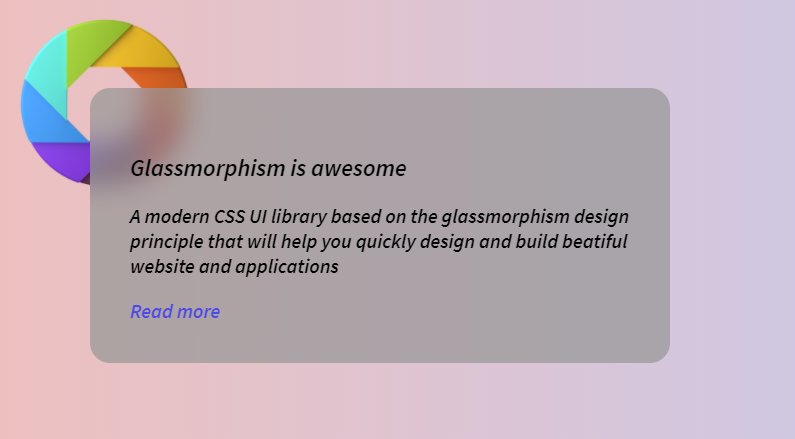 Glassmorphism is awesome
A modern CSS UI library based on the glassmorphism design
principle that will help you quickly design and build beatiful
website and applications
Read more